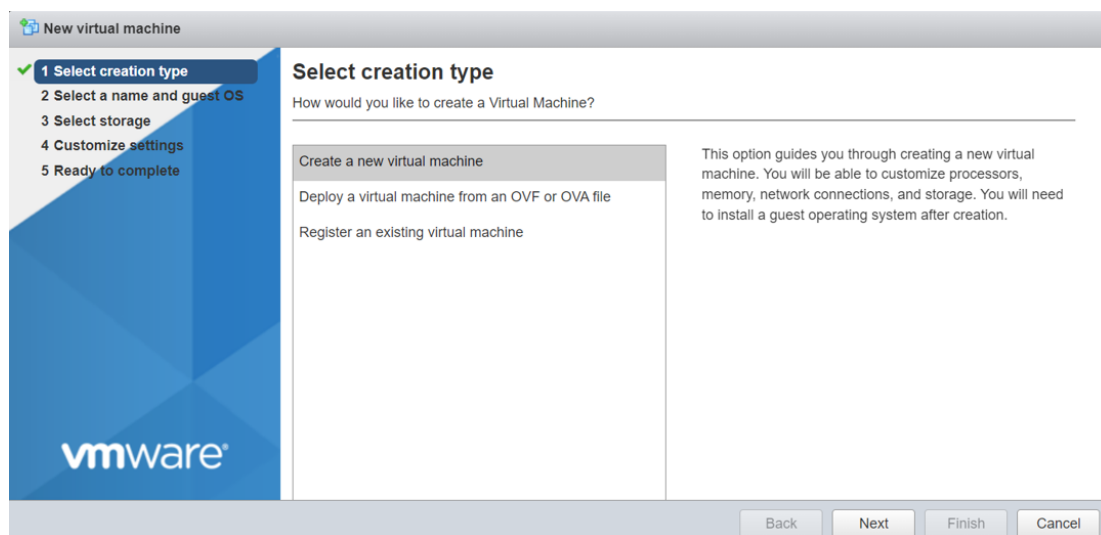 New virtual machine
1 Select creation type
2 Select a name and guest OS
3 Select storage
4 Customize settings
5 Ready to complete
vmware®
Select creation type
How would you like to create a Virtual Machine?
Create a new virtual machine
Deploy a virtual machine from an OVF or OVA file
Register an existing virtual machine
This option guides you through creating a new virtual
machine. You will be able to customize processors,
memory, network connections, and storage. You will need
to install a guest operating system after creation.
Back Next Finish Cancel